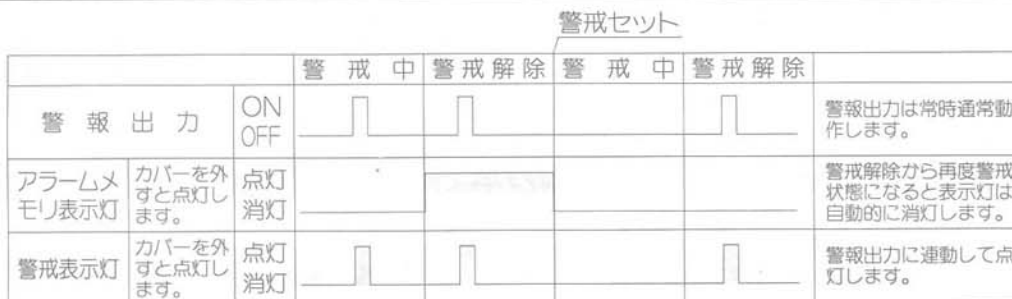 警戒セット
警 戒 中 警戒解除 警 戒 中 警戒解除
警 報 出 力
ON
OFF
警報出力は常時通常動
作します。
アラームメ
モリ表示灯
カバーを外
すと点灯し
ます。
点灯
消灯
警戒解除から再度警戒
状態になると表示灯は
自動的に消灯します。
警戒表示灯
カバーを外
すと点灯し
ます。
点灯
消灯
警報出力に連動して点
灯します。